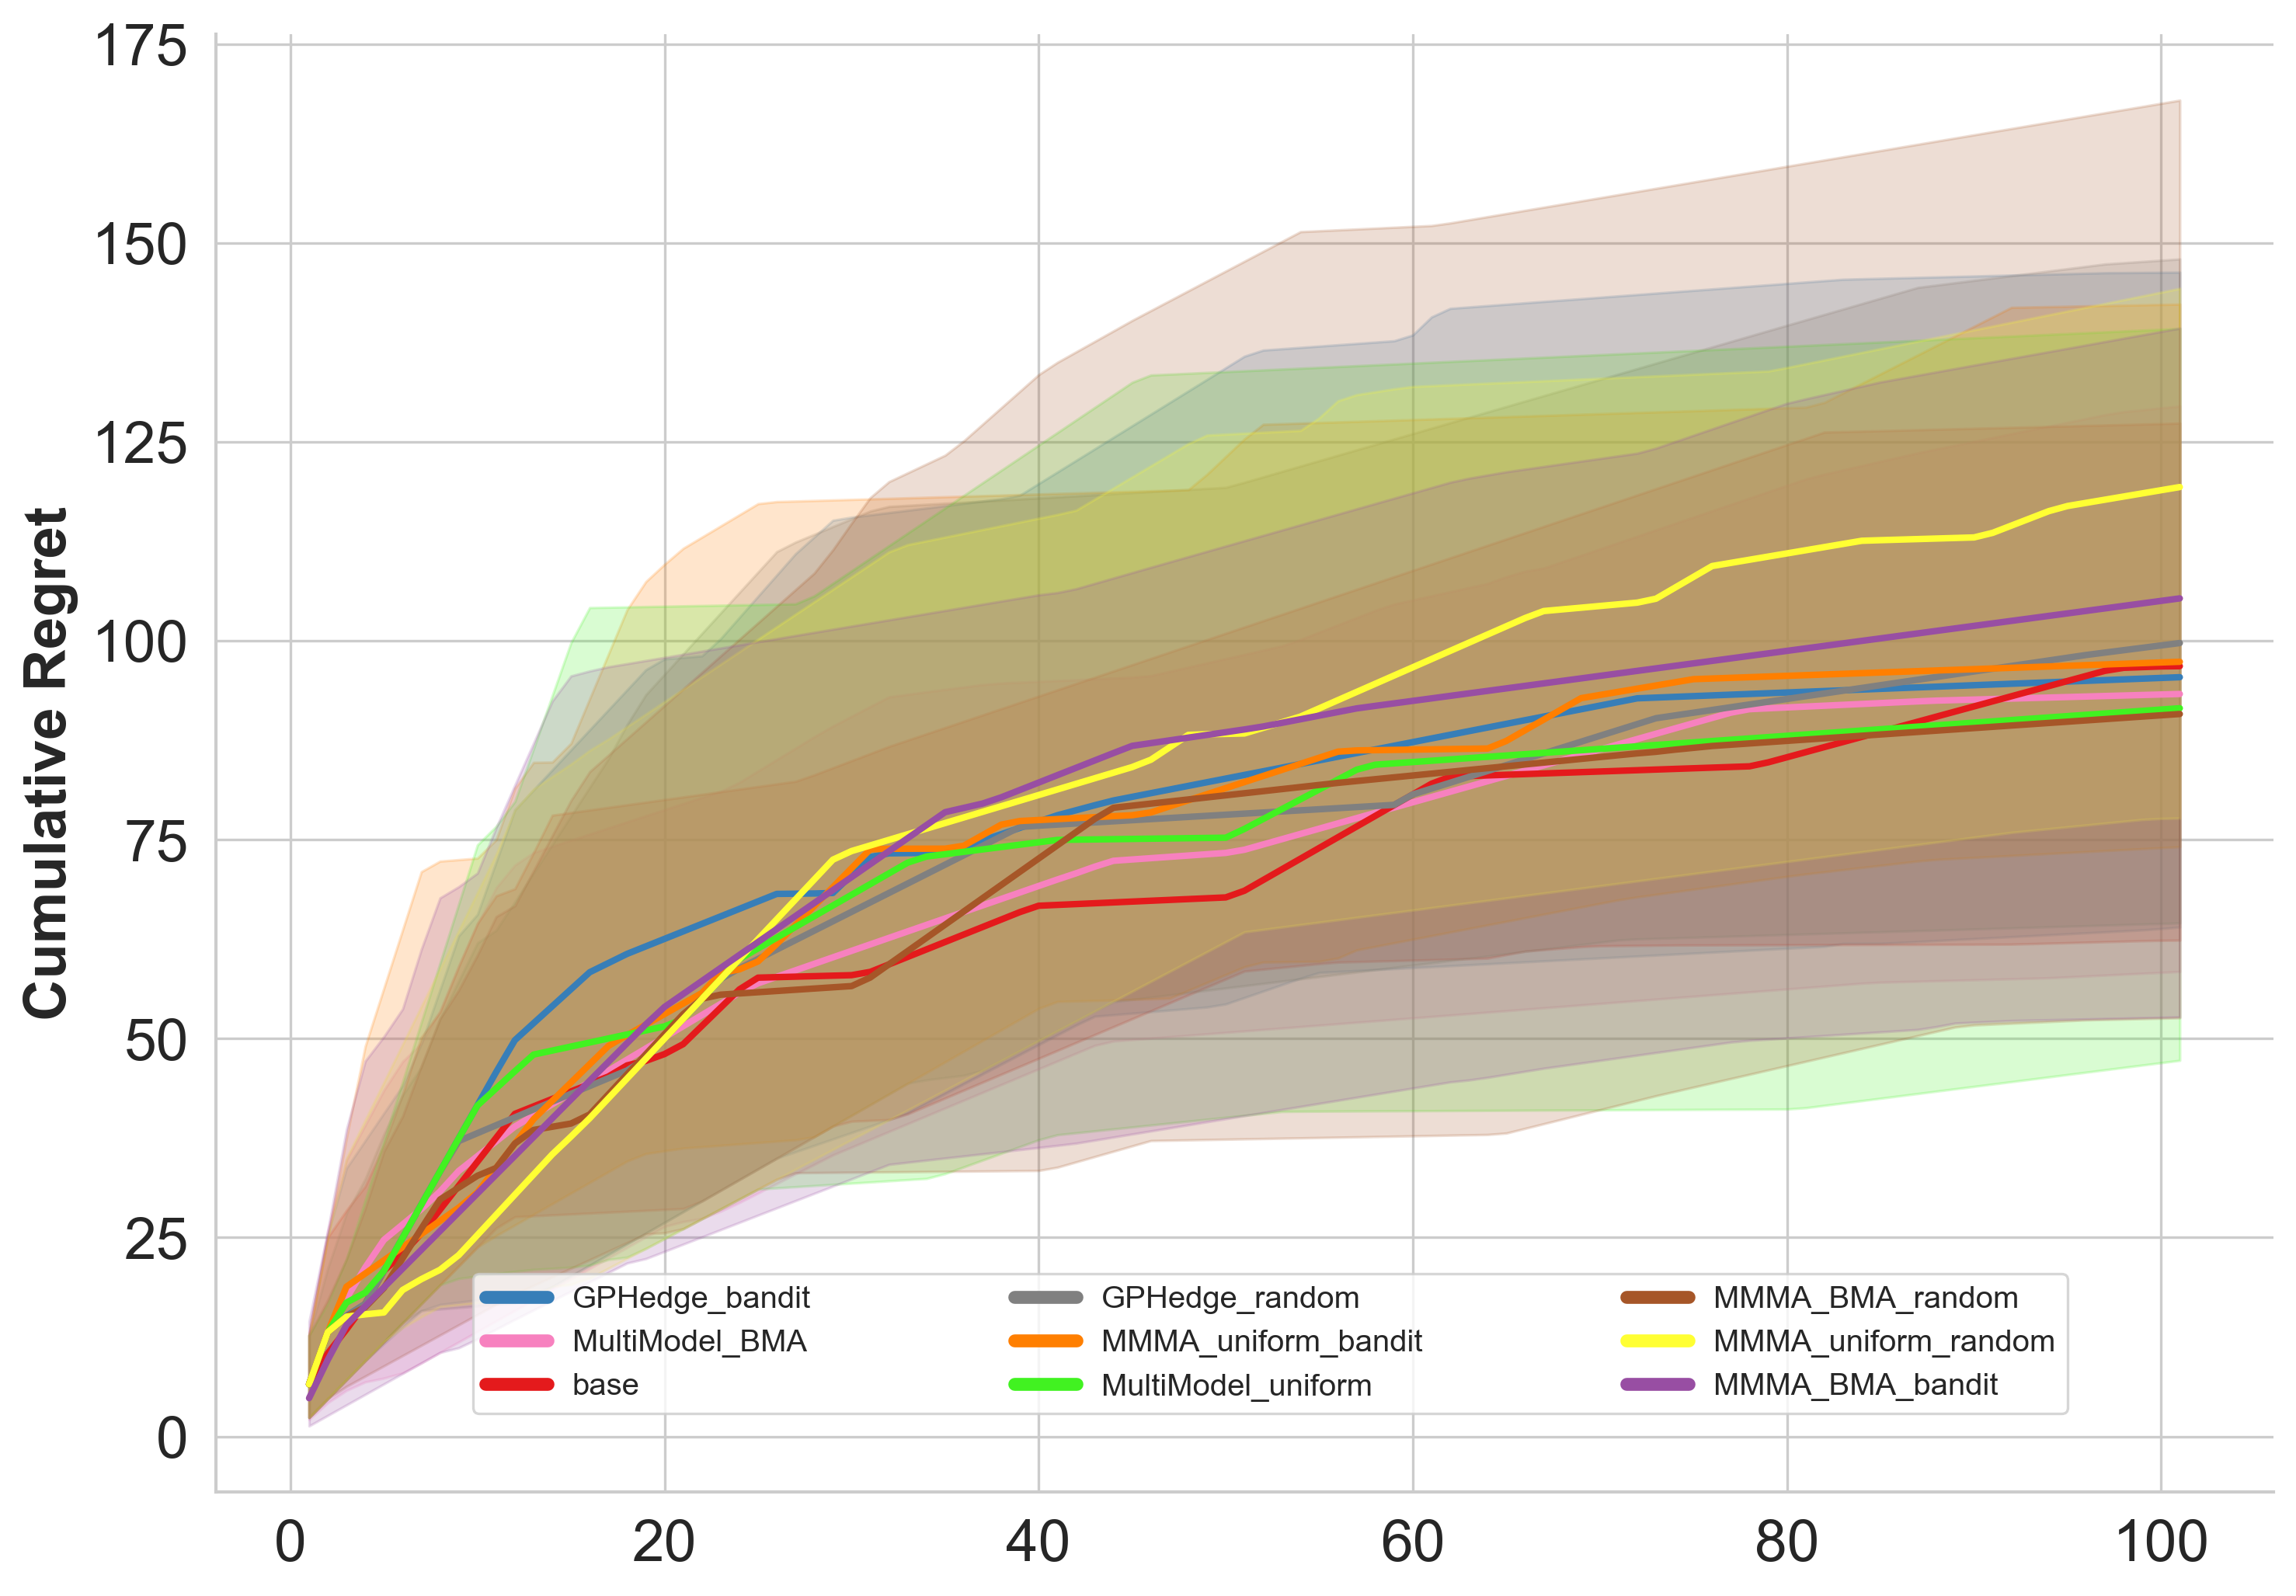 Cumulative Regret
175
150
125
100
75
50
25
0
GPHedge_bandit
MultiModel_BMA
base
GPHedge_random
MMMA_uniform_bandit
MultiModel_uniform
MMMA_BMA_random
MMMA_uniform_random
MMMA_BMA_bandit
0 20 40 60 80 100